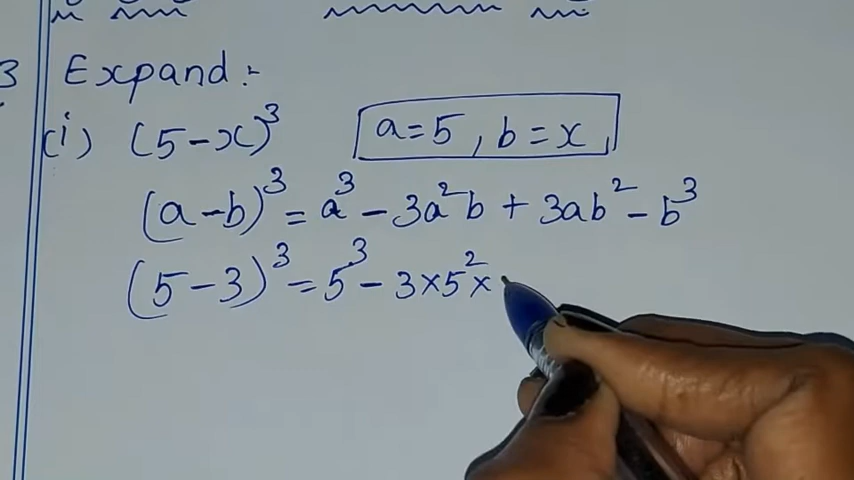 3 Expand :-
(i) (5-x)³ a=5, b=x,
(a-b)³ = a³ - 3a²b + 3ab² - b³
(5-3)³ = 5³ - 3×5²×